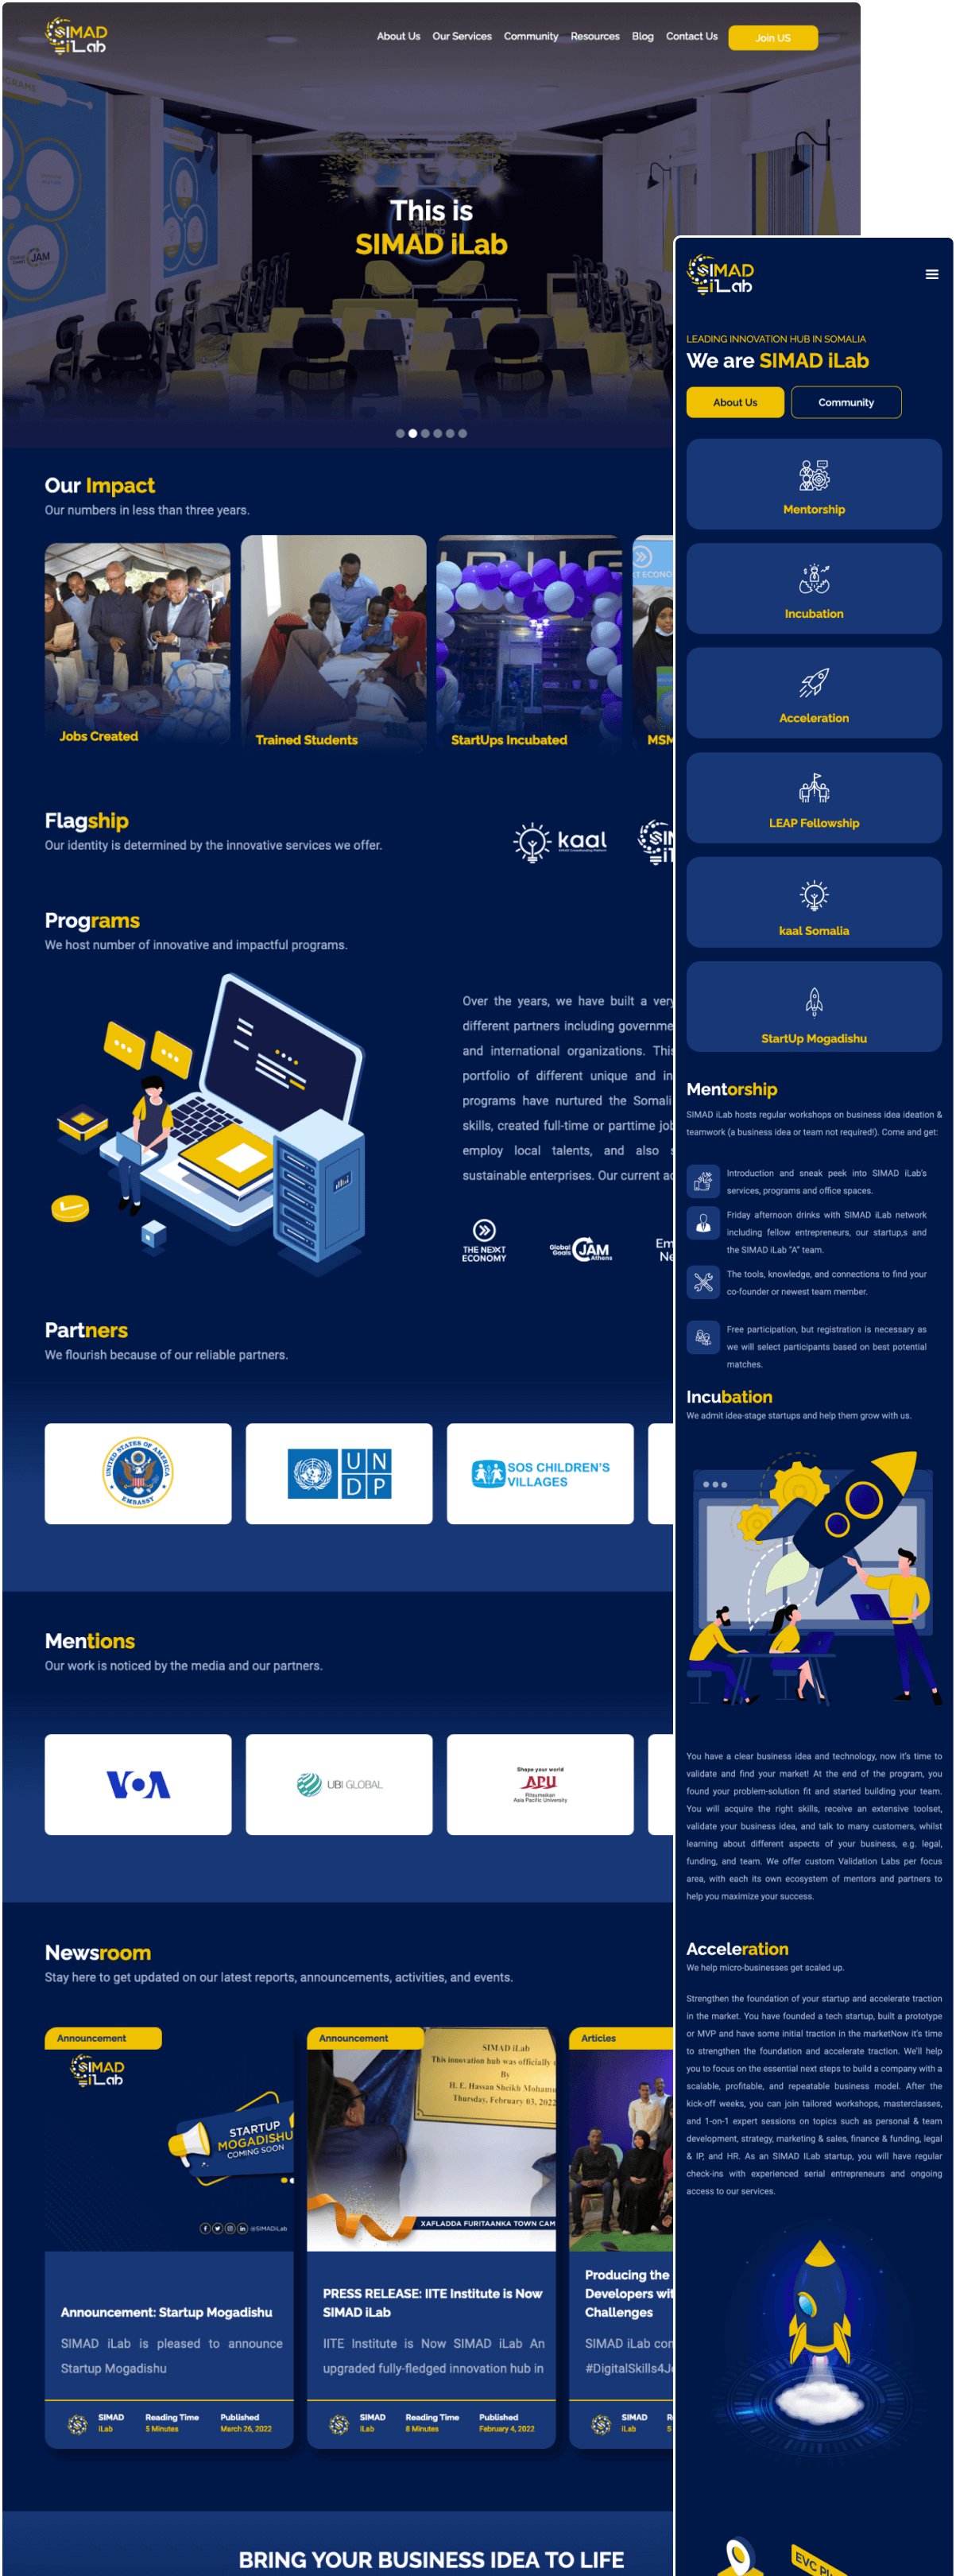 SIMAD
iLab
About Us Our Services Community Resources Blog Contact Us Join US
GRAMS
JAM
This is
SIMAD iLab
Our Impact
Our numbers in less than three years.
Jobs Created
Trained Students
StartUps Incubated
MSM
Flagship
Our identity is determined by the innovative services we offer.
kaal
SIM
iL
Programs
We host number of innovative and impactful programs.
Over the years, we have built a very
different partners including governme
and international organizations. This
portfolio of different unique and in
programs have nurtured the Somali
skills, created full-time or parttime job
employ local talents, and also s
sustainable enterprises. Our current ac
THE NEXT
ECONOMY
Global
Goals JAM
Athens
Em
Ne
Partners
We flourish because of our reliable partners.
UNITED STATES OF AMERICA
EMBASSY
UN
DP
SOS CHILDREN'S
VILLAGES
Mentions
Our work is noticed by the media and our partners.
VOA
UBI GLOBAL
Shape your world
APU
Ritsumeikan
Asia Pacific University
Newsroom
Stay here to get updated on our latest reports, announcements, activities, and events.
Announcement
SIMAD
iLab
STARTUP
MOGADISHU
COMING SOON
@SIMADiLab
Announcement: Startup Mogadishu
SIMAD iLab is pleased to announce
Startup Mogadishu
SIMAD
iLab
Reading Time
5 Minutes
Published
March 26, 2022
Announcement
SIMAD iLab
This innovation hub was officially
By
H. E. Hassan Sheikh Moham
Thursday, February 03, 2022
XAFLADDA FURITAANKA TOWN CAM
PRESS RELEASE: IITE Institute is Now
SIMAD iLab
IITE Institute is Now SIMAD iLab An
upgraded fully-fledged innovation hub in
SIMAD
iLab
Reading Time
8 Minutes
Published
February 4, 2022
Articles
Producing the
Developers wit
Challenges
SIMAD iLab con
#DigitalSkills4J
SIMAD
iLab
R
5
BRING YOUR BUSINESS IDEA TO LIFE
SIMAD
iLab
LEADING INNOVATION HUB IN SOMALIA
We are SIMAD iLab
About Us Community
Mentorship
Incubation
Acceleration
LEAP Fellowship
kaal Somalia
StartUp Mogadishu
Mentorship
SIMAD iLab hosts regular workshops on business idea ideation &
teamwork (a business idea or team not required!). Come and get:
Introduction and sneak peek into SIMAD iLab's
services, programs and office spaces.
Friday afternoon drinks with SIMAD iLab network
including fellow entrepreneurs, our startup,s and
the SIMAD iLab "A" team.
The tools, knowledge, and connections to find your
co-founder or newest team member.
Free participation, but registration is necessary as
we will select participants based on best potential
matches.
Incubation
We admit idea-stage startups and help them grow with us.
You have a clear business idea and technology, now it's time to
validate and find your market! At the end of the program, you
found your problem-solution fit and started building your team.
You will acquire the right skills, receive an extensive toolset,
validate your business idea, and talk to many customers, whilst
learning about different aspects of your business, e.g. legal,
funding, and team. We offer custom Validation Labs per focus
area, with each its own ecosystem of mentors and partners to
help you maximize your success.
Acceleration
We help micro-businesses get scaled up.
Strengthen the foundation of your startup and accelerate traction
in the market. You have founded a tech startup, built a prototype
or MVP and have some initial traction in the marketNow it's time
to strengthen the foundation and accelerate traction. We'll help
you to focus on the essential next steps to build a company with a
scalable, profitable, and repeatable business model. After the
kick-off weeks, you can join tailored workshops, masterclasses,
and 1-on-1 expert sessions on topics such as personal & team
development, strategy, marketing & sales, finance & funding, legal
& IP, and HR. As an SIMAD ILab startup, you will have regular
check-ins with experienced serial entrepreneurs and ongoing
access to our services.
EVC Pl